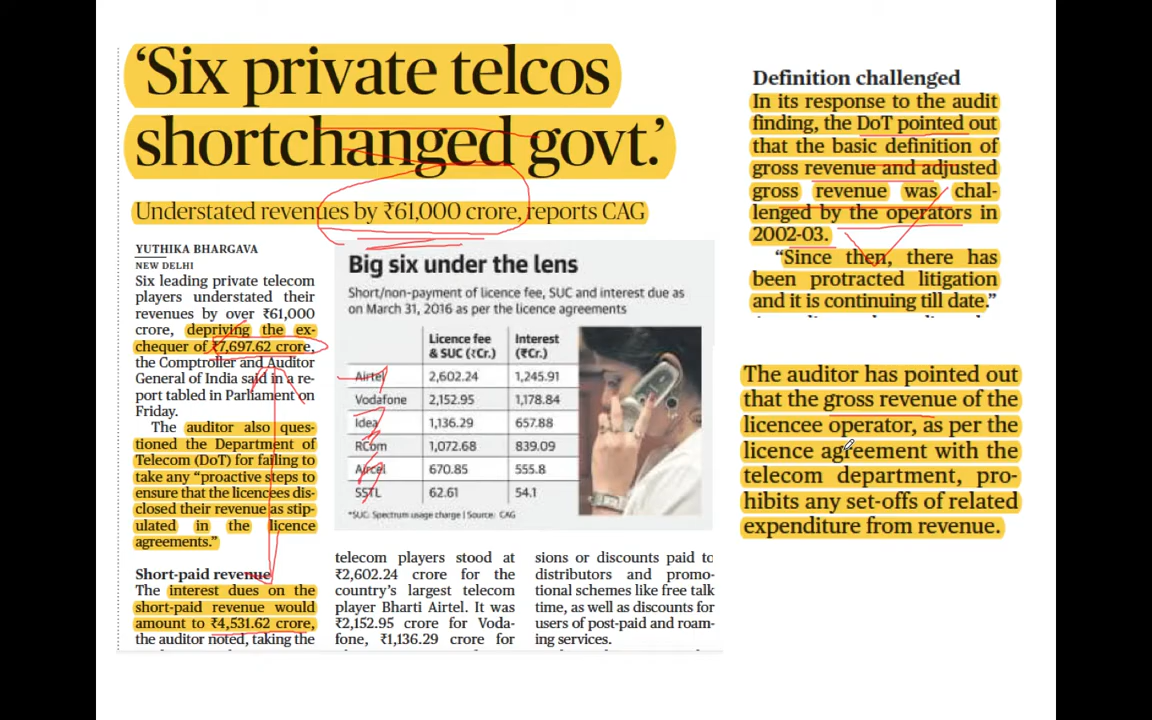 ‘Six private telcos
shortchanged govt.’
Understated revenues by ₹61,000 crore, reports CAG
YUTHIKA BHARGAVA
NEW DELHI
Six leading private telecom
players understated their
revenues by over ₹61,000
crore, depriving the ex-
chequer of ₹7,697.62 crore,
the Comptroller and Auditor
General of India said in a re-
port tabled in Parliament on
Friday.
The auditor also ques-
tioned the Department of
Telecom (DoT) for failing to
take any “proactive steps to
ensure that the licencees dis-
closed their revenue as stip-
ulated in the licence
agreements.”
Short-paid revenue
The interest dues on the
short-paid revenue would
amount to ₹4,531.62 crore,
the auditor noted, taking the
Big six under the lens
Short/non-payment of licence fee, SUC and interest due as
on March 31, 2016 as per the licence agreements
Licence fee Interest
& SUC (₹Cr.) (₹Cr.)
Airtel 2,602.24 1,245.91
Vodafone 2,152.95 1,178.84
Idea 1,136.29 657.88
RCom 1,072.68 839.09
Aircel 670.85 555.8
SSTL 62.61 54.1
*SUC: Spectrum usage charge | Source: CAG
telecom players stood at
₹2,602.24 crore for the
country’s largest telecom
player Bharti Airtel. It was
₹2,152.95 crore for Voda-
fone, ₹1,136.29 crore for
sions or discounts paid to
distributors and promo-
tional schemes like free talk
time, as well as discounts for
users of post-paid and roam-
ing services.
Definition challenged
In its response to the audit
finding, the DoT pointed out
that the basic definition of
gross revenue and adjusted
gross revenue was chal-
lenged by the operators in
2002-03.
“Since then, there has
been protracted litigation
and it is continuing till date.”
The auditor has pointed out
that the gross revenue of the
licencee operator, as per the
licence agreement with the
telecom department, pro-
hibits any set-offs of related
expenditure from revenue.